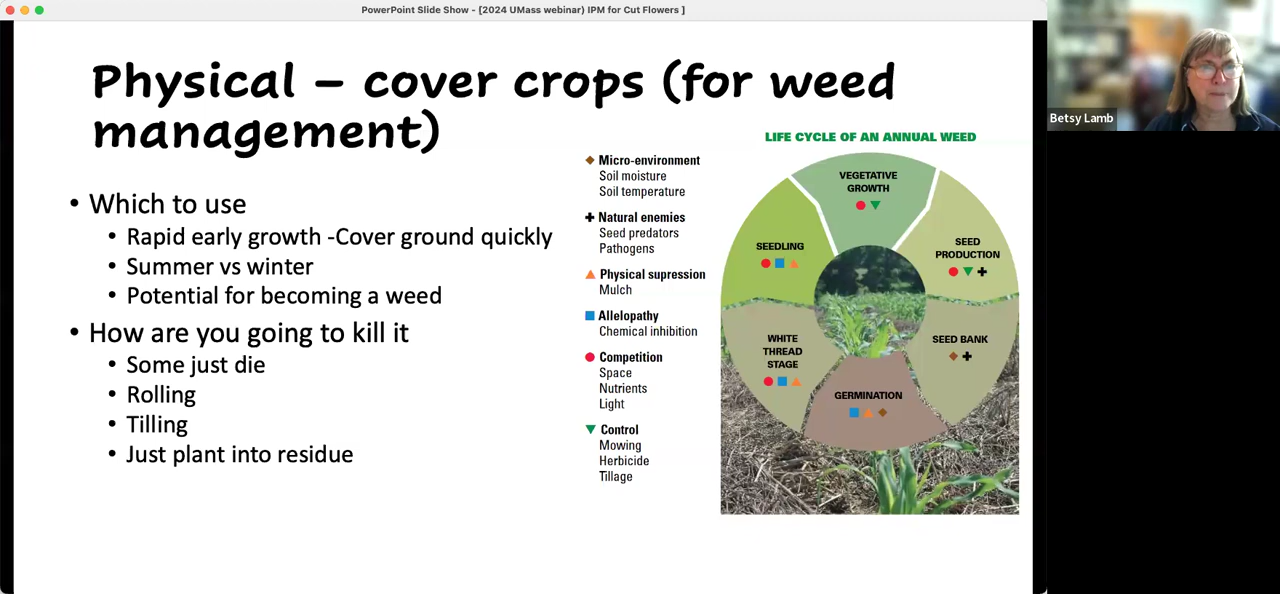 PowerPoint Slide Show - [2024 UMass webinar) IPM for Cut Flowers ]
Physical – cover crops (for weed
management)
• Which to use
• Rapid early growth -Cover ground quickly
• Summer vs winter
• Potential for becoming a weed
• How are you going to kill it
• Some just die
• Rolling
• Tilling
• Just plant into residue
Micro-environment
Soil moisture
Soil temperature
Natural enemies
Seed predators
Pathogens
Physical supression
Mulch
Allelopathy
Chemical inhibition
Competition
Space
Nutrients
Light
Control
Mowing
Herbicide
Tillage
LIFE CYCLE OF AN ANNUAL WEED
VEGETATIVE
GROWTH
SEED
PRODUCTION
SEED BANK
GERMINATION
WHITE
THREAD
STAGE
SEEDLING
Betsy Lamb